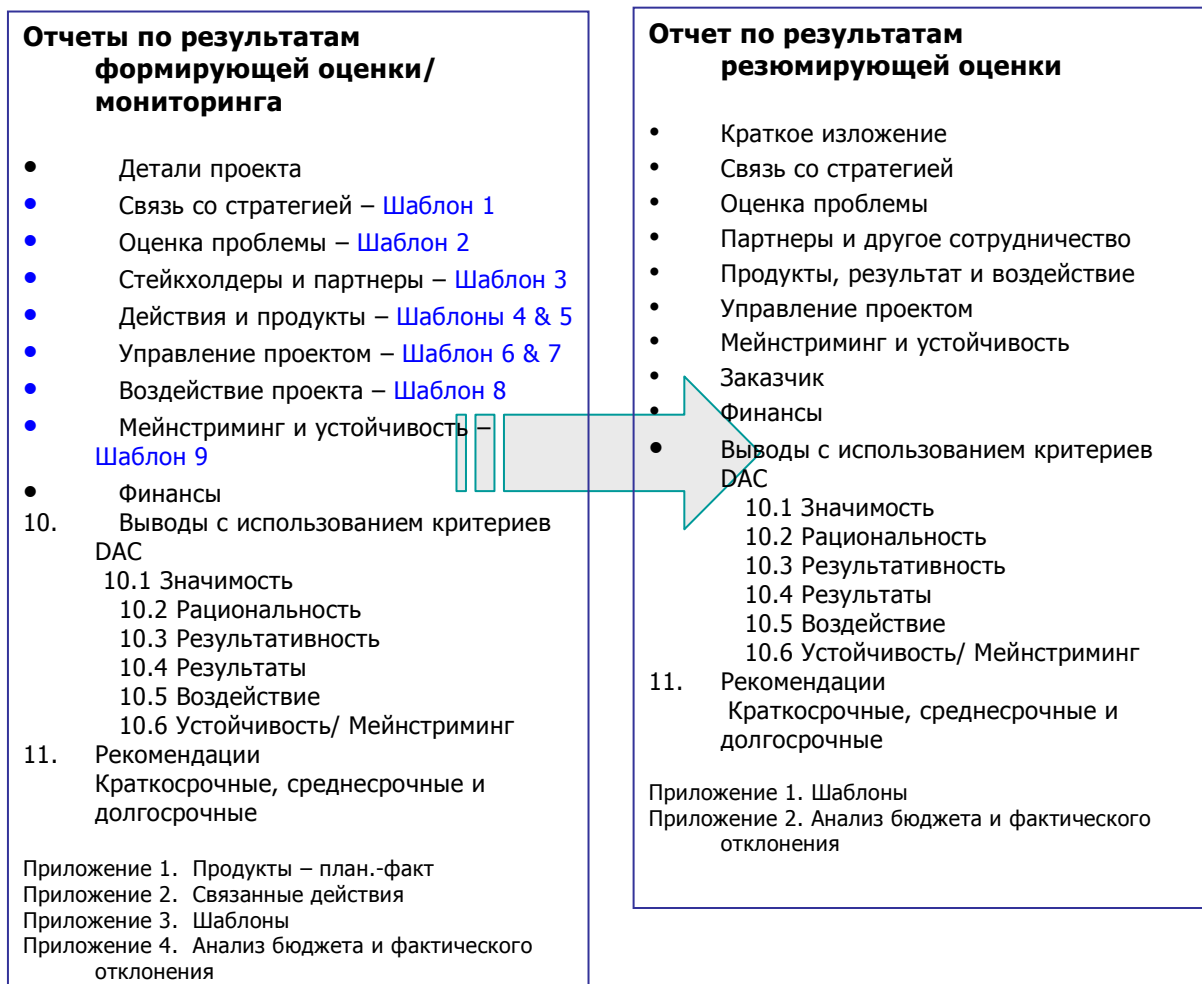 Отчеты по результатам
формирующей оценки/
мониторинга
• Детали проекта
• Связь со стратегией – Шаблон 1
• Оценка проблемы – Шаблон 2
• Стейкхолдеры и партнеры – Шаблон 3
• Действия и продукты – Шаблоны 4 & 5
• Управление проектом – Шаблон 6 & 7
• Воздействие проекта – Шаблон 8
• Мейнстриминг и устойчивость –
Шаблон 9
• Финансы
10. Выводы с использованием критериев
DAC
10.1 Значимость
10.2 Рациональность
10.3 Результативность
10.4 Результаты
10.5 Воздействие
10.6 Устойчивость/ Мейнстриминг
11. Рекомендации
Краткосрочные, среднесрочные и
долгосрочные
Приложение 1. Продукты – план.-факт
Приложение 2. Связанные действия
Приложение 3. Шаблоны
Приложение 4. Анализ бюджета и фактического
отклонения
Отчет по результатам
резюмирующей оценки
• Краткое изложение
• Связь со стратегией
• Оценка проблемы
• Партнеры и другое сотрудничество
• Продукты, результат и воздействие
• Управление проектом
• Мейнстриминг и устойчивость
• Заказчик
• Финансы
• Выводы с использованием критериев
DAC
10.1 Значимость
10.2 Рациональность
10.3 Результативность
10.4 Результаты
10.5 Воздействие
10.6 Устойчивость/ Мейнстриминг
11. Рекомендации
Краткосрочные, среднесрочные и
долгосрочные
Приложение 1. Шаблоны
Приложение 2. Анализ бюджета и фактического
отклонения